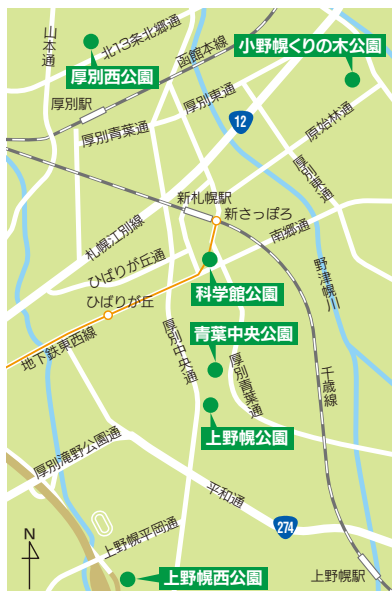 山本通
北13条北郷通
函館本線
小野幌くりの木公園
厚別西公園
厚別駅
厚別東通
厚別青葉通
12
原始林通
厚別東通
新札幌駅
新さっぽろ
札幌江別線
南郷通
ひばりが丘通
科学館公園
野津幌川
ひばりが丘
地下鉄東西線
厚別中央通
青葉中央公園
厚別青葉通
千歳線
上野幌公園
厚別滝野公園通
平和通
274
上野幌平岡通
N
上野幌西公園
上野幌駅